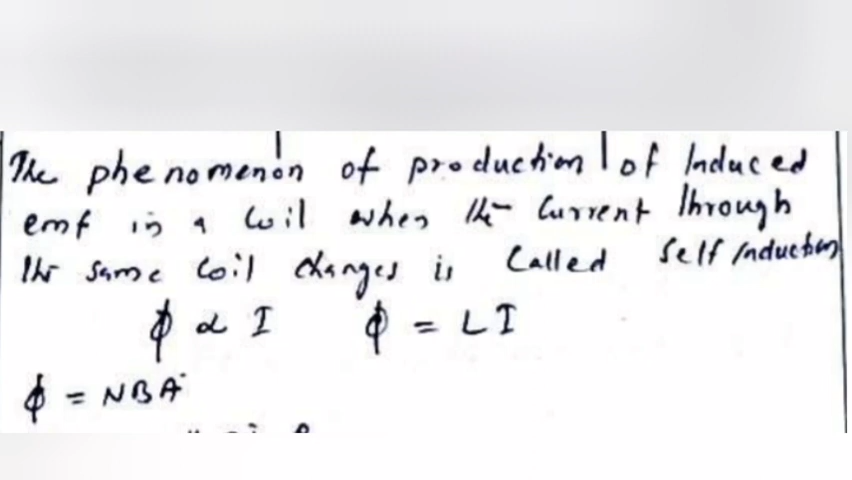 The phenomenon of production of Induced
emf in a Coil when the Current through
the same Coil changes is Called Self Induction
ϕ ∝ I ϕ = LI
ϕ = NBA